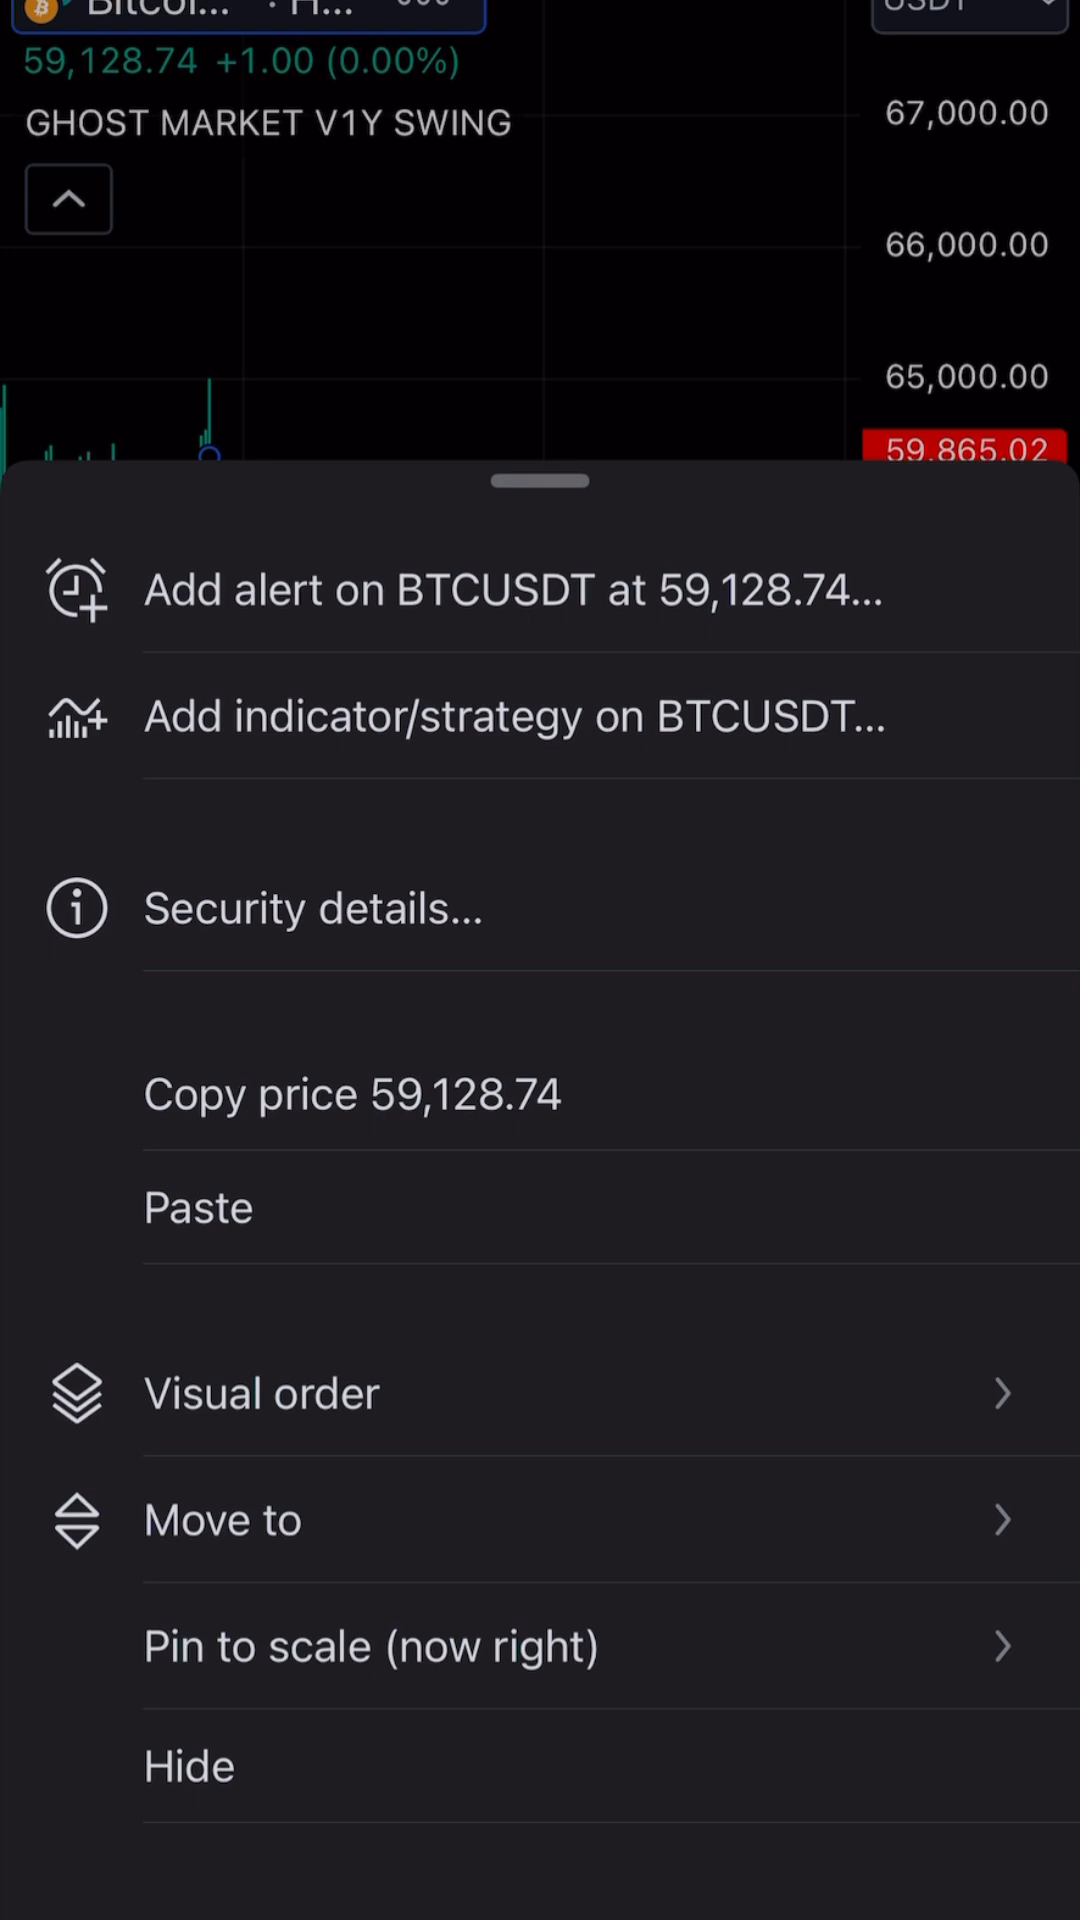 Bitcoi... · H...
USDT
59,128.74 +1.00 (0.00%)
GHOST MARKET V1Y SWING
67,000.00
66,000.00
65,000.00
59,865.02
Add alert on BTCUSDT at 59,128.74...
Add indicator/strategy on BTCUSDT...
Security details...
Copy price 59,128.74
Paste
Visual order
Move to
Pin to scale (now right)
Hide